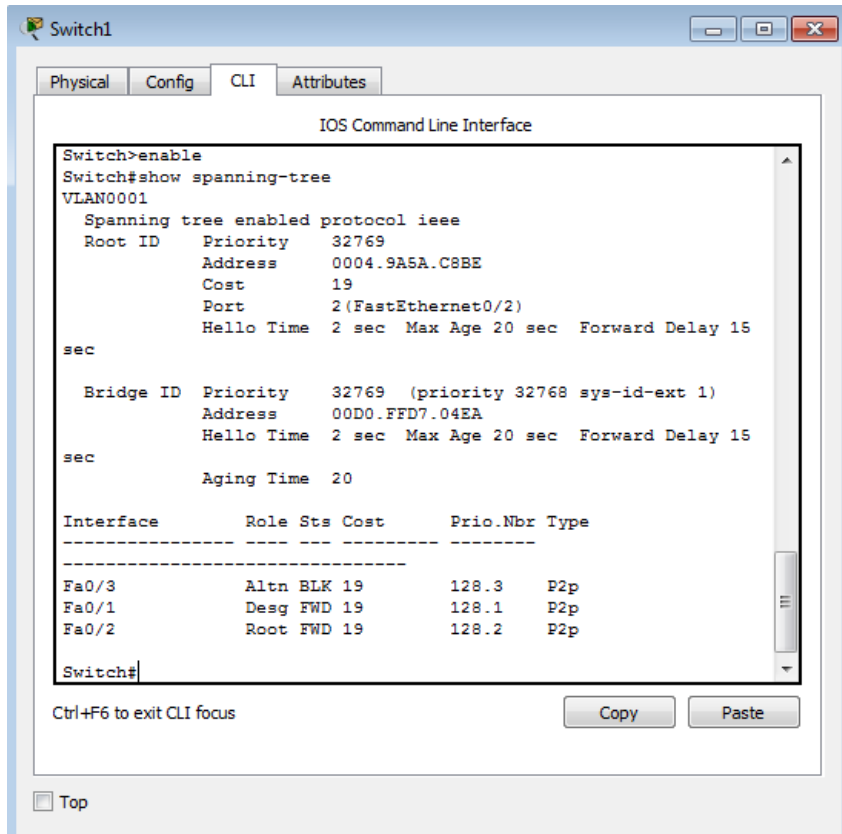 Switch1
Physical Config CLI Attributes
IOS Command Line Interface
Switch>enable
Switch#show spanning-tree
VLAN0001
  Spanning tree enabled protocol ieee
  Root ID    Priority    32769
             Address     0004.9A5A.C8BE
             Cost        19
             Port        2(FastEthernet0/2)
             Hello Time  2 sec  Max Age 20 sec  Forward Delay 15
sec

  Bridge ID  Priority    32769  (priority 32768 sys-id-ext 1)
             Address     00D0.FFD7.04EA
             Hello Time  2 sec  Max Age 20 sec  Forward Delay 15
sec
             Aging Time  20

Interface        Role Sts Cost      Prio.Nbr Type
---------------- ---- --- --------- --------
--------------------------------
Fa0/3            Altn BLK 19        128.3    P2p
Fa0/1            Desg FWD 19        128.1    P2p
Fa0/2            Root FWD 19        128.2    P2p

Switch#
Ctrl+F6 to exit CLI focus
Copy Paste
Top